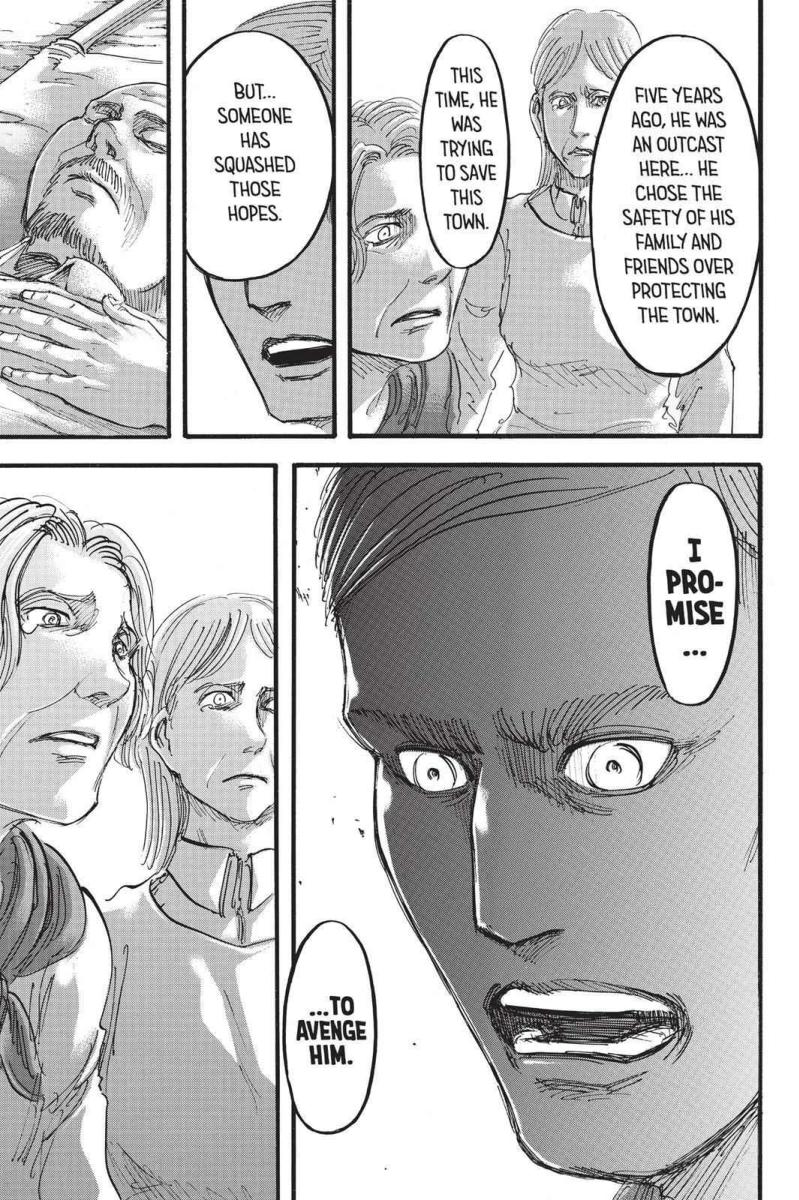 FIVE YEARS
AGO, HE WAS
AN OUTCAST
HERE... HE
CHOSE THE
SAFETY OF HIS
FAMILY AND
FRIENDS OVER
PROTECTING
THE TOWN.
THIS
TIME, HE
WAS
TRYING
TO SAVE
THIS
TOWN.
BUT...
SOMEONE
HAS
SQUASHED
THOSE
HOPES.
I
PRO-
MISE
...
...TO
AVENGE
HIM.